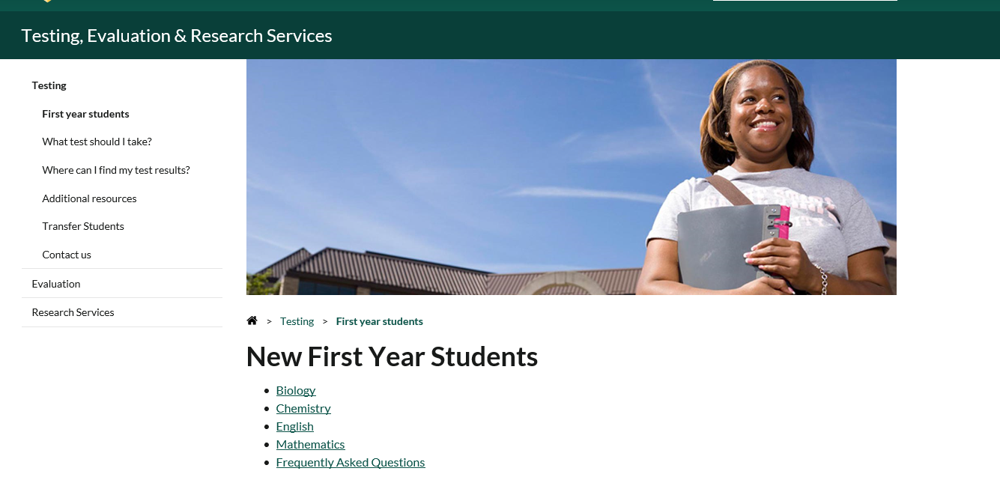 Testing, Evaluation & Research Services
Testing
First year students
What test should I take?
Where can I find my test results?
Additional resources
Transfer Students
Contact us
Evaluation
Research Services
> Testing > First year students
New First Year Students
• Biology
• Chemistry
• English
• Mathematics
• Frequently Asked Questions